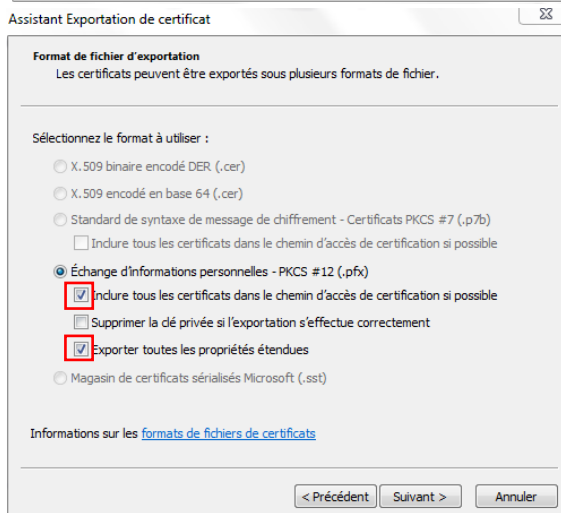 Assistant Exportation de certificat
Format de fichier d'exportation
Les certificats peuvent être exportés sous plusieurs formats de fichier.
Sélectionnez le format à utiliser :
X.509 binaire encodé DER (.cer)
X.509 encodé en base 64 (.cer)
Standard de syntaxe de message de chiffrement - Certificats PKCS #7 (.p7b)
Inclure tous les certificats dans le chemin d'accès de certification si possible
Échange d'informations personnelles - PKCS #12 (.pfx)
Inclure tous les certificats dans le chemin d'accès de certification si possible
Supprimer la clé privée si l'exportation s'effectue correctement
Exporter toutes les propriétés étendues
Magasin de certificats sérialisés Microsoft (.sst)
Informations sur les formats de fichiers de certificats
< Précédent Suivant > Annuler